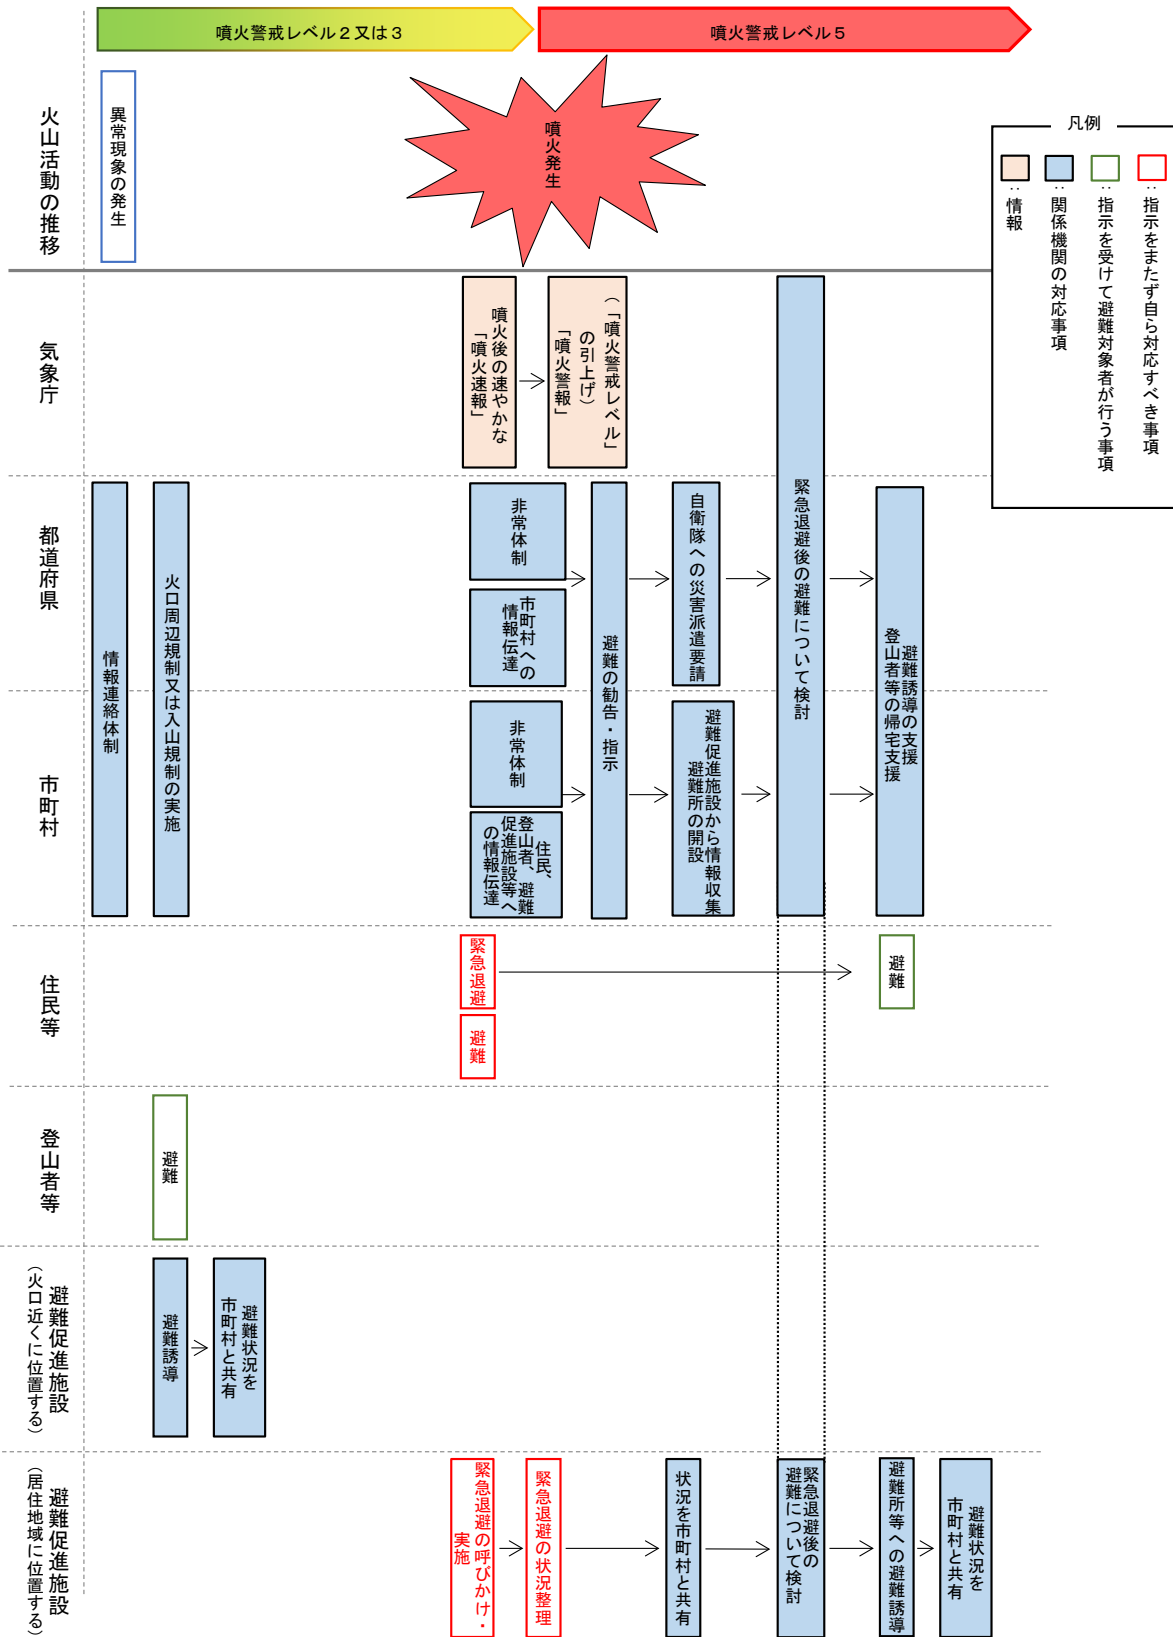 噴火警戒レベル２又は３
噴火警戒レベル５
火山活動の推移
異常現象の発生
噴火発生
凡例
：情報
：関係機関の対応事項
：指示を受けて避難対象者が行う事項
：指示をまたず自ら対応すべき事項
気象庁
噴火後の速やかな
「噴火速報」
（「噴火警戒レベル」
の引上げ）
「噴火警報」
都道府県
情報連絡体制
火口周辺規制又は入山規制の実施
非常体制
市町村への
情報伝達
避難の勧告・指示
自衛隊への災害派遣要請
緊急退避後の避難について検討
避難誘導の支援
登山者等の帰宅支援
市町村
非常体制
住民、
登山者、避難
促進施設等へ
の情報伝達
避難促進施設から情報収集
避難所の開設
住民等
緊急退避
避難
避難
登山者等
避難
避難促進施設
（火口近くに位置する）
避難誘導
避難状況を
市町村と共有
避難促進施設
（居住地域に位置する）
緊急退避の呼びかけ・
実施
緊急退避の状況整理
状況を市町村と共有
緊急退避後の
避難について検討
避難所等への避難誘導
避難状況を
市町村と共有